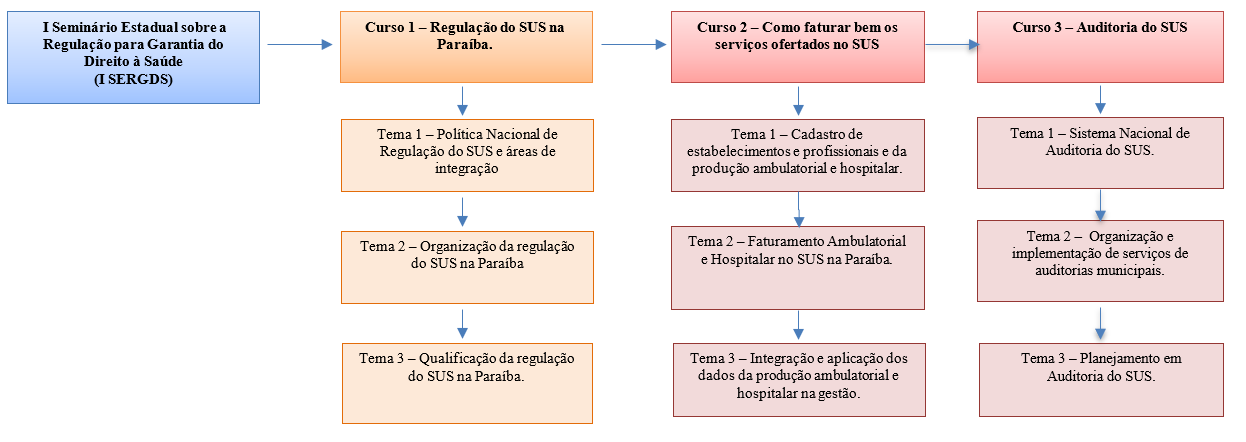 I Seminário Estadual sobre a
Regulação para Garantia do
Direito à Saúde
(I SERGDS)
Curso 1 – Regulação do SUS na
Paraíba.
Tema 1 – Política Nacional de
Regulação do SUS e áreas de
integração
Tema 2 – Organização da regulação
do SUS na Paraíba
Tema 3 – Qualificação da regulação
do SUS na Paraíba.
Curso 2 – Como faturar bem os
serviços ofertados no SUS
Tema 1 – Cadastro de
estabelecimentos e profissionais e da
produção ambulatorial e hospitalar.
Tema 2 – Faturamento Ambulatorial
e Hospitalar no SUS na Paraíba.
Tema 3 – Integração e aplicação dos
dados da produção ambulatorial e
hospitalar na gestão.
Curso 3 – Auditoria do SUS
Tema 1 – Sistema Nacional de
Auditoria do SUS.
Tema 2 – Organização e
implementação de serviços de
auditorias municipais.
Tema 3 – Planejamento em
Auditoria do SUS.